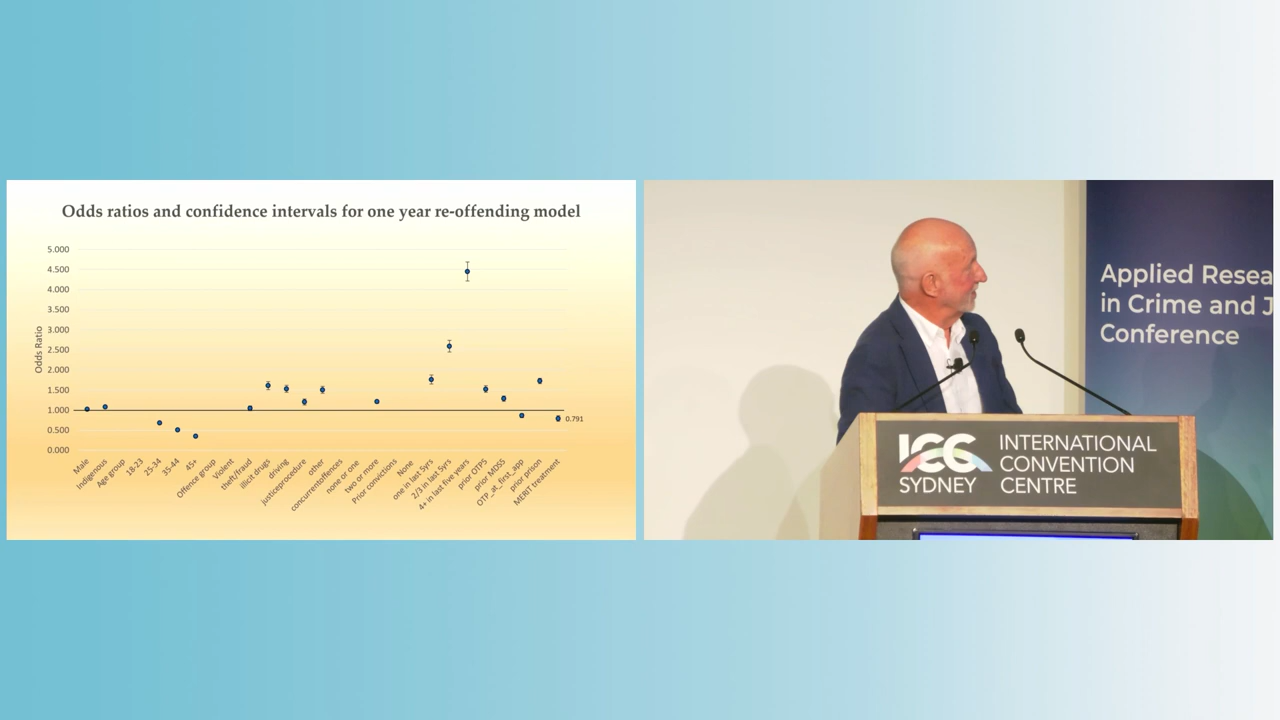 Odds ratios and confidence intervals for one year re-offending model
Odds Ratio
5.000
4.500
4.000
3.500
3.000
2.500
2.000
1.500
1.000
0.500
0.000
0.791
Male
Indigenous
Age group
18-23
25-34
35-44
45+
Offence group
Violent
theft/fraud
illicit drugs
driving
justiceprocedure
other
concurrentoffences
none or one
two or more
Prior convictions
None
one in last 5yrs
2/3 in last 5yrs
4+ in last five years
prior OTPS
prior MDSS
OTP_at_first_app
prior prison
MERIT treatment
Applied Resea
in Crime and J
Conference
ICC
SYDNEY
INTERNATIONAL
CONVENTION
CENTRE